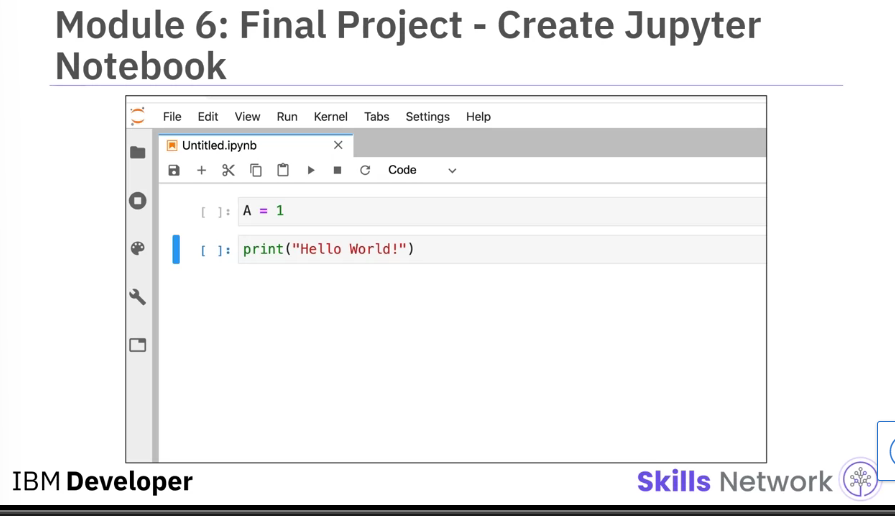 Module 6: Final Project - Create Jupyter
Notebook
File Edit View Run Kernel Tabs Settings Help
Untitled.ipynb
Code
[ ]: A = 1
[ ]: print("Hello World!")
IBM Developer
Skills Network